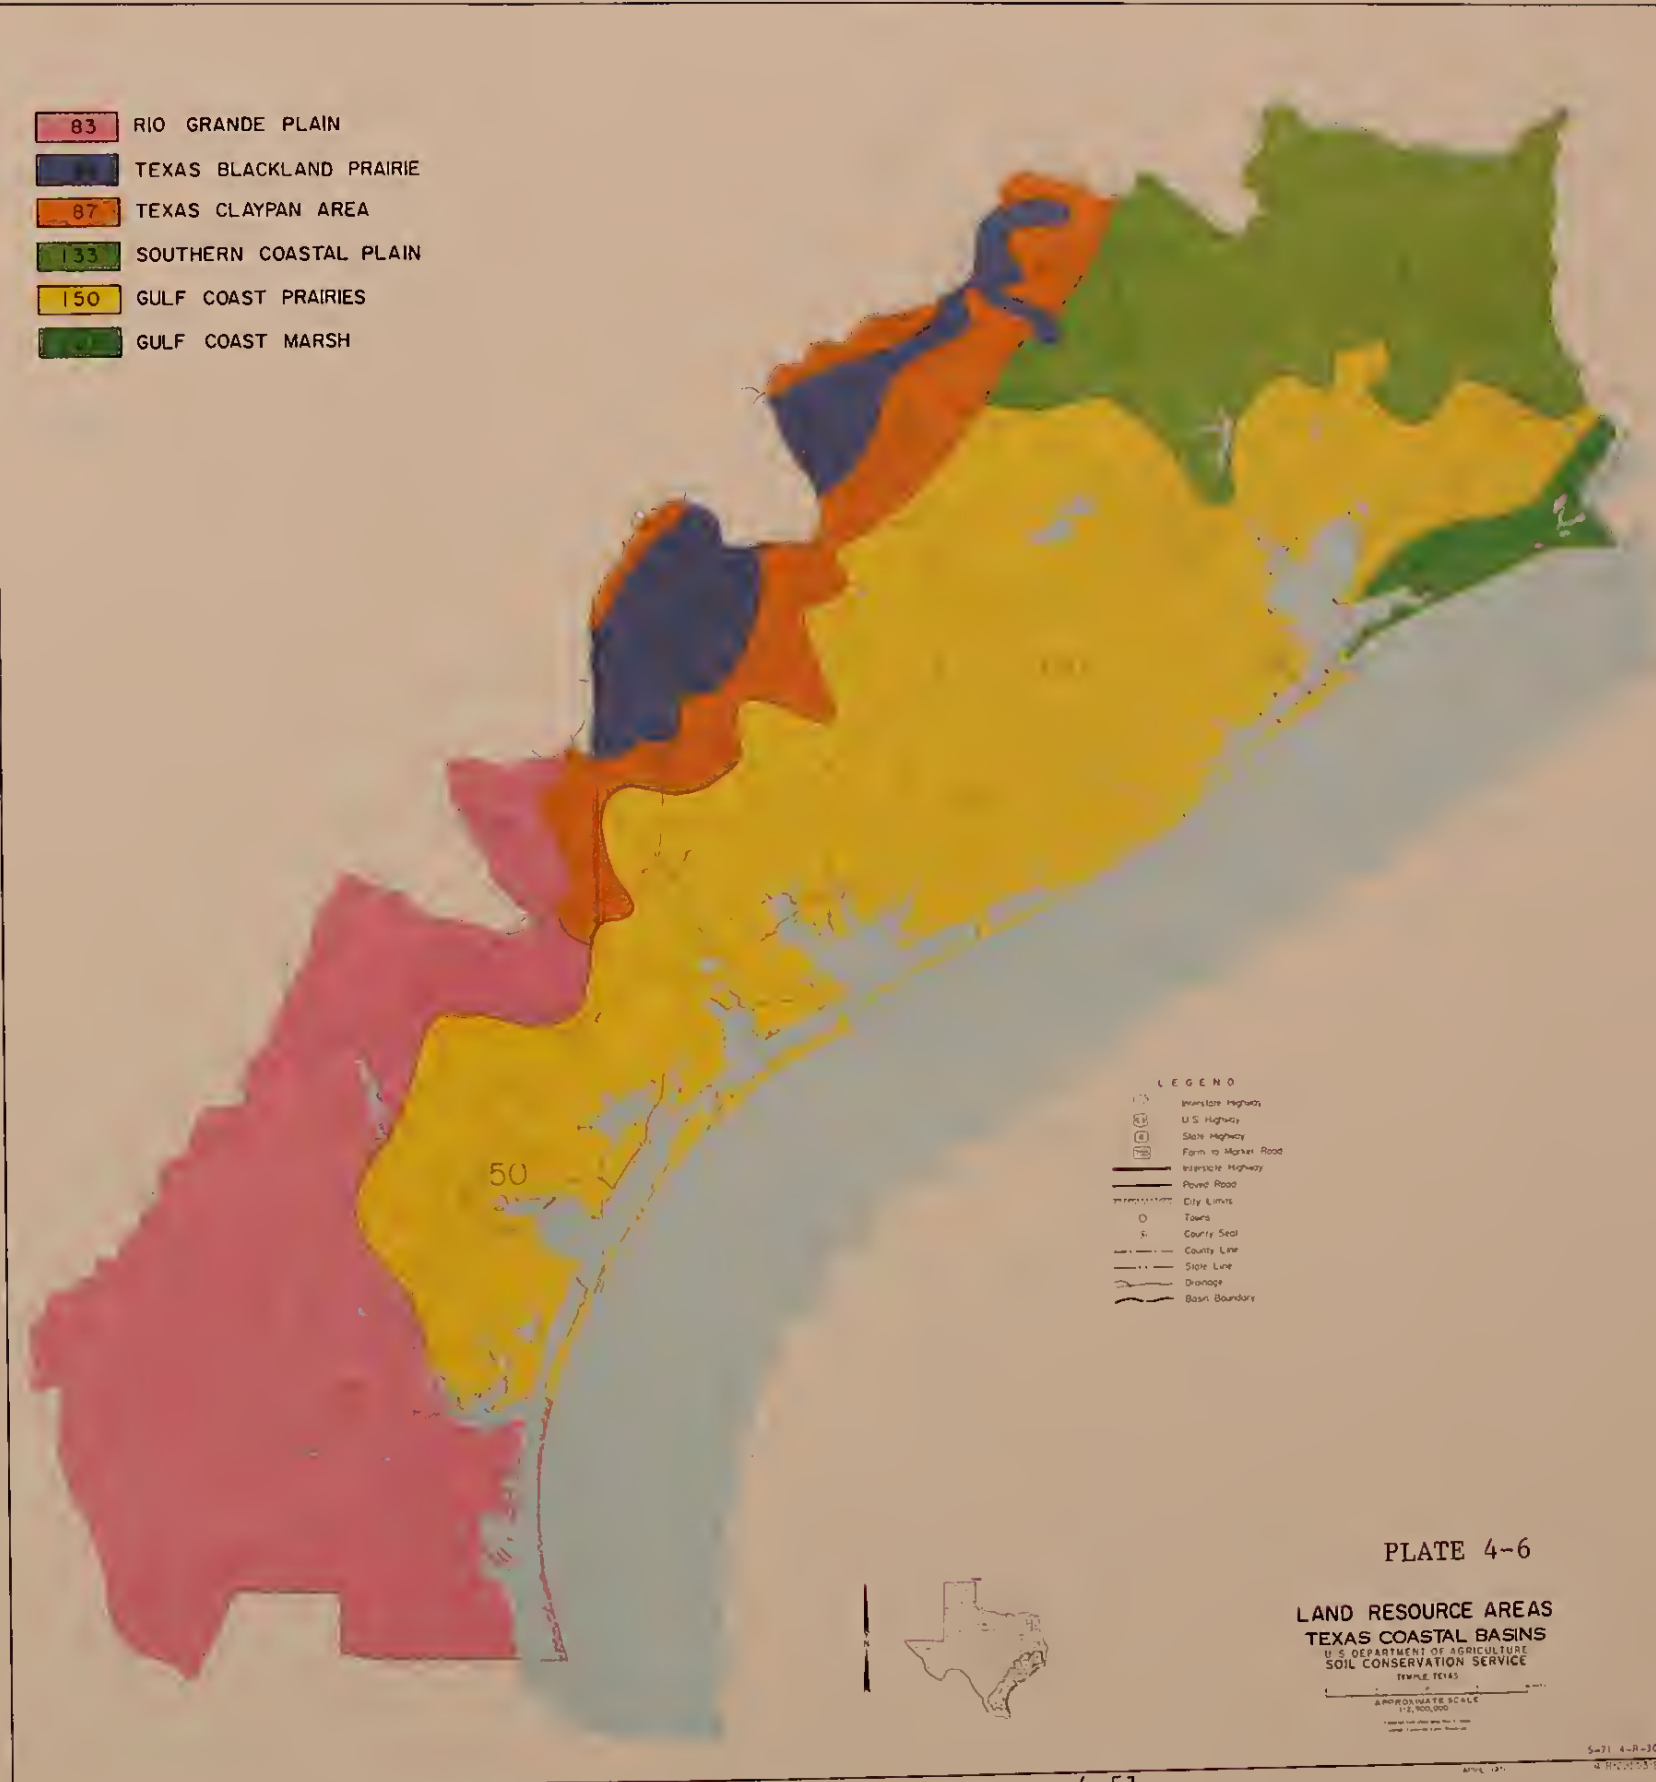 83 RIO GRANDE PLAIN
TEXAS BLACKLAND PRAIRIE
87 TEXAS CLAYPAN AREA
133 SOUTHERN COASTAL PLAIN
150 GULF COAST PRAIRIES
GULF COAST MARSH
50
LEGEND
Interstate Highway
U.S. Highway
State Highway
Farm to Market Road
Interstate Highway
Paved Road
City Limits
Towns
County Seat
County Line
State Line
Drainage
Basin Boundary
N
PLATE 4-6
LAND RESOURCE AREAS
TEXAS COASTAL BASINS
U S DEPARTMENT OF AGRICULTURE
SOIL CONSERVATION SERVICE
TEMPLE, TEXAS
APPROXIMATE SCALE